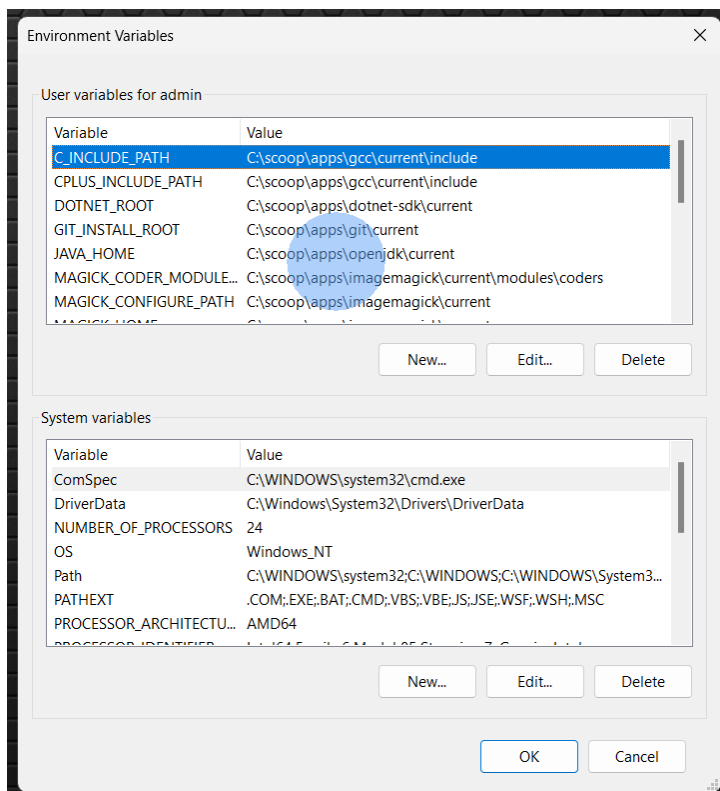 Environment Variables
User variables for admin
Variable Value
C_INCLUDE_PATH C:\scoop\apps\gcc\current\include
CPLUS_INCLUDE_PATH C:\scoop\apps\gcc\current\include
DOTNET_ROOT C:\scoop\apps\dotnet-sdk\current
GIT_INSTALL_ROOT C:\scoop\apps\git\current
JAVA_HOME C:\scoop\apps\openjdk\current
MAGICK_CODER_MODULE... C:\scoop\apps\imagemagick\current\modules\coders
MAGICK_CONFIGURE_PATH C:\scoop\apps\imagemagick\current
New... Edit... Delete
System variables
Variable Value
ComSpec C:\WINDOWS\system32\cmd.exe
DriverData C:\Windows\System32\Drivers\DriverData
NUMBER_OF_PROCESSORS 24
OS Windows_NT
Path C:\WINDOWS\system32;C:\WINDOWS;C:\WINDOWS\System3...
PATHEXT .COM;.EXE;.BAT;.CMD;.VBS;.VBE;.JS;.JSE;.WSF;.WSH;.MSC
PROCESSOR_ARCHITECTU... AMD64
New... Edit... Delete
OK Cancel